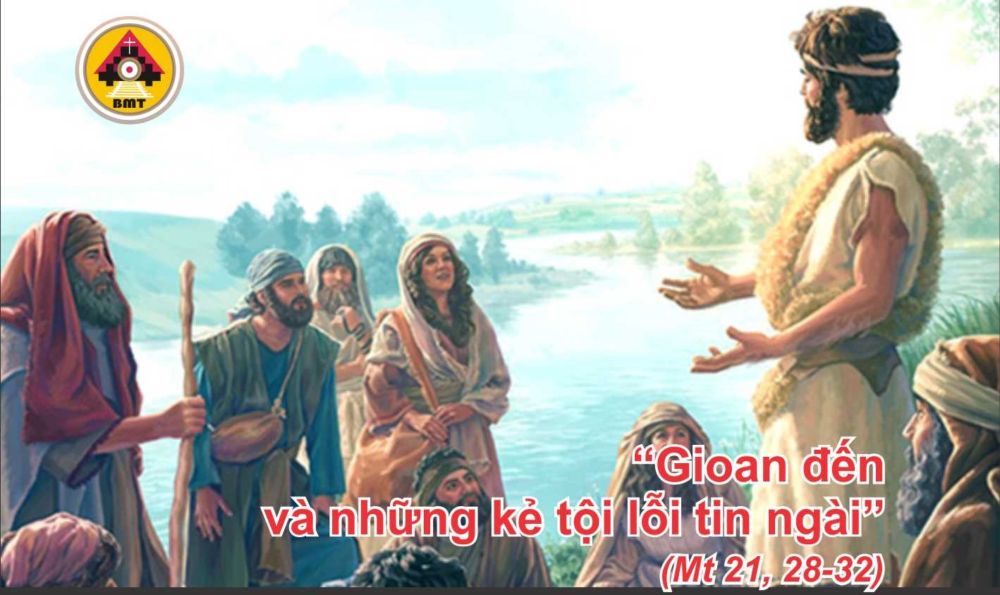 BMT
“Gioan đến
và những kẻ tội lỗi tin ngài”
(Mt 21, 28-32)